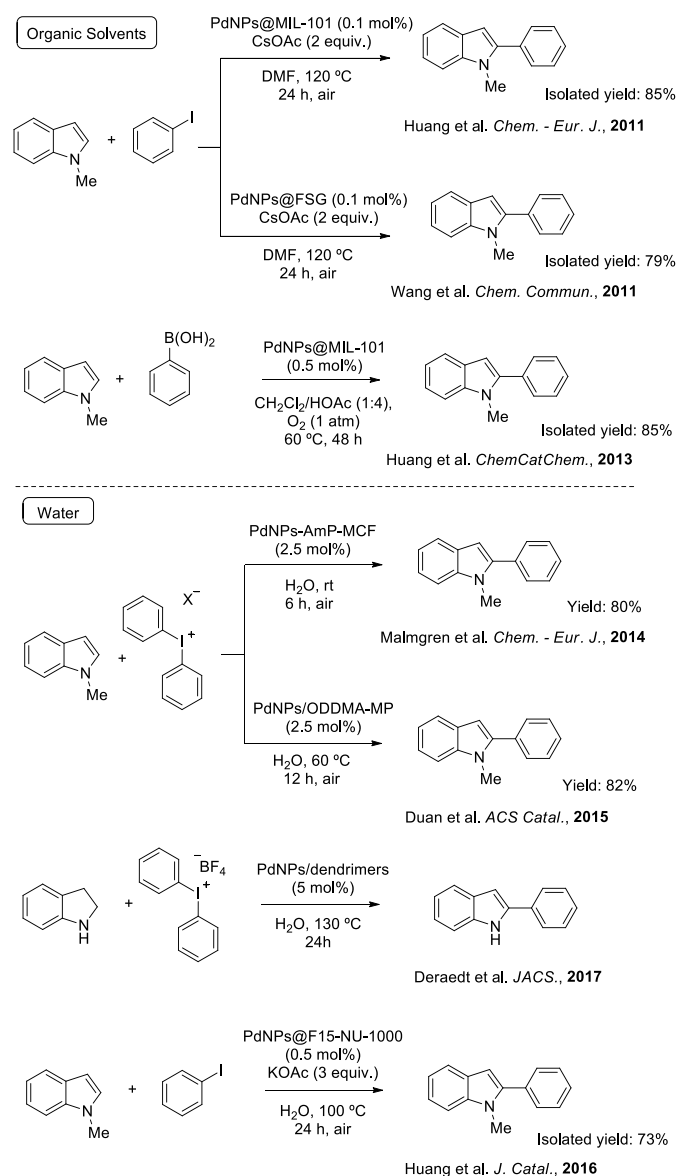 Organic Solvents
PdNPs@MIL-101 (0.1 mol%)
CsOAc (2 equiv.)
DMF, 120 ºC
24 h, air
N
Me
+
I
N
Me
Isolated yield: 85%
Huang et al. Chem. - Eur. J., 2011
PdNPs@FSG (0.1 mol%)
CsOAc (2 equiv.)
DMF, 120 ºC
24 h, air
N
Me
Isolated yield: 79%
Wang et al. Chem. Commun., 2011
N
Me
+
B(OH)2
PdNPs@MIL-101
(0.5 mol%)
CH2Cl2/HOAc (1:4),
O2 (1 atm)
60 ºC, 48 h
N
Me
Isolated yield: 85%
Huang et al. ChemCatChem., 2013
Water
N
Me
+
X–
I+
PdNPs-AmP-MCF
(2.5 mol%)
H2O, rt
6 h, air
N
Me
Yield: 80%
Malmgren et al. Chem. - Eur. J., 2014
PdNPs/ODDMA-MP
(2.5 mol%)
H2O, 60 ºC
12 h, air
N
Me
Yield: 82%
Duan et al. ACS Catal., 2015
N
H
+
–BF4
I+
PdNPs/dendrimers
(5 mol%)
H2O, 130 ºC
24h
N
H
Deraedt et al. JACS., 2017
N
Me
+
I
PdNPs@F15-NU-1000
(0.5 mol%)
KOAc (3 equiv.)
H2O, 100 ºC
24 h, air
N
Me
Isolated yield: 73%
Huang et al. J. Catal., 2016